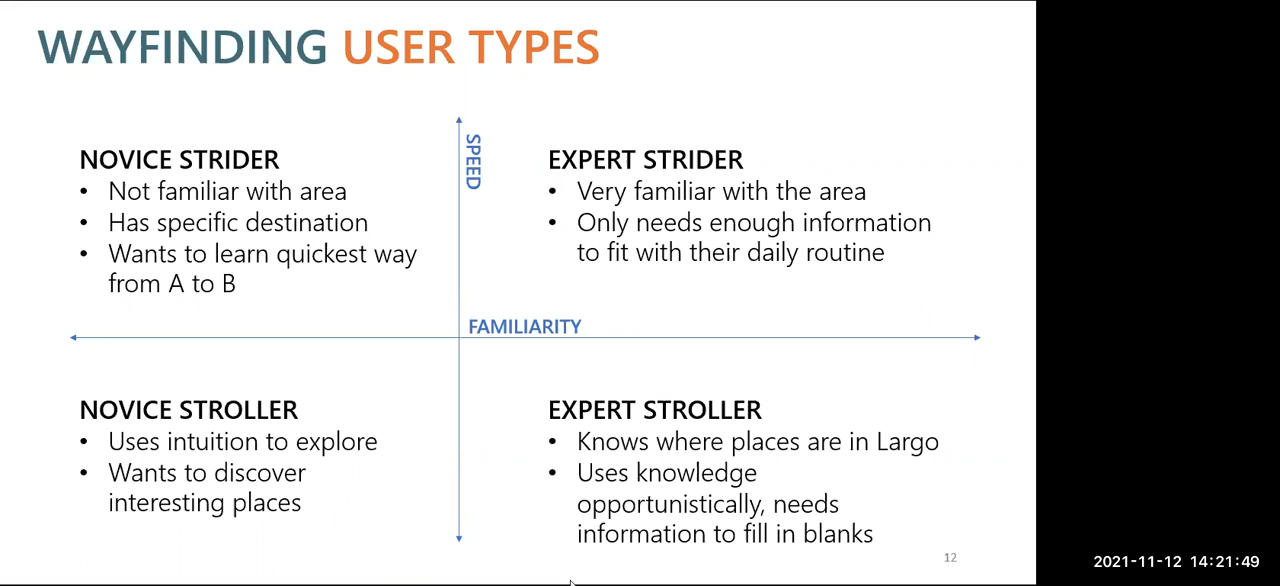 WAYFINDING USER TYPES
SPEED
NOVICE STRIDER
• Not familiar with area
• Has specific destination
• Wants to learn quickest way
from A to B
EXPERT STRIDER
• Very familiar with the area
• Only needs enough information
to fit with their daily routine
FAMILIARITY
NOVICE STROLLER
• Uses intuition to explore
• Wants to discover
interesting places
EXPERT STROLLER
• Knows where places are in Largo
• Uses knowledge
opportunistically, needs
information to fill in blanks
12
2021-11-12 14:21:49